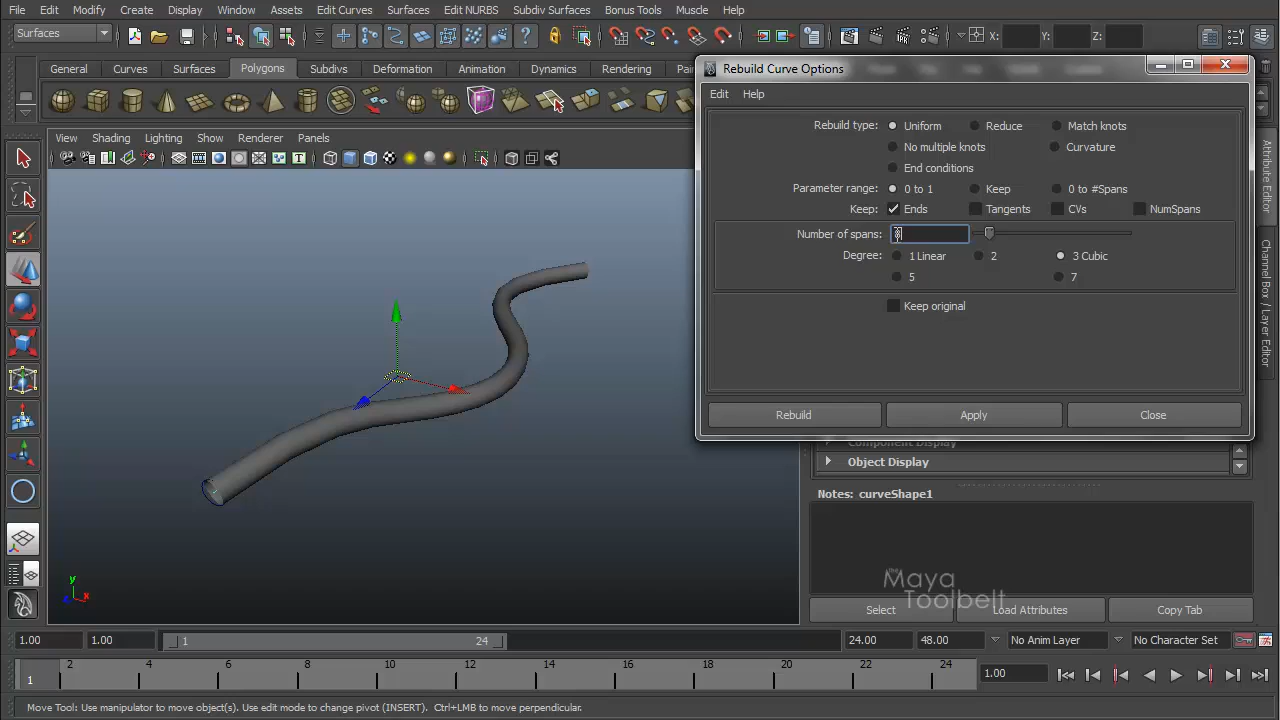 File Edit Modify Create Display Window Assets Edit Curves Surfaces Edit NURBS Subdiv Surfaces Bonus Tools Muscle Help
Surfaces
X: Y: Z:
General Curves Surfaces Polygons Subdivs Deformation Animation Dynamics Rendering
Rebuild Curve Options
Edit Help
View Shading Lighting Show Renderer Panels
Rebuild type: Uniform Reduce Match knots
No multiple knots Curvature
End conditions
Parameter range: 0 to 1 Keep 0 to #Spans
Keep: Ends Tangents CVs NumSpans
Number of spans:
Degree: 1 Linear 2 3 Cubic
5 7
Keep original
Rebuild Apply Close
Attribute Editor
Channel Box / Layer Editor
Component Display
Object Display
Notes: curveShape1
the
Maya
Toolbelt
Select Load Attributes Copy Tab
y
z x
1.00 1.00 1 24 24.00 48.00 No Anim Layer No Character Set
2 4 6 8 10 12 14 16 18 20 22 24
1 1.00
Move Tool: Use manipulator to move object(s). Use edit mode to change pivot (INSERT). Ctrl+LMB to move perpendicular.